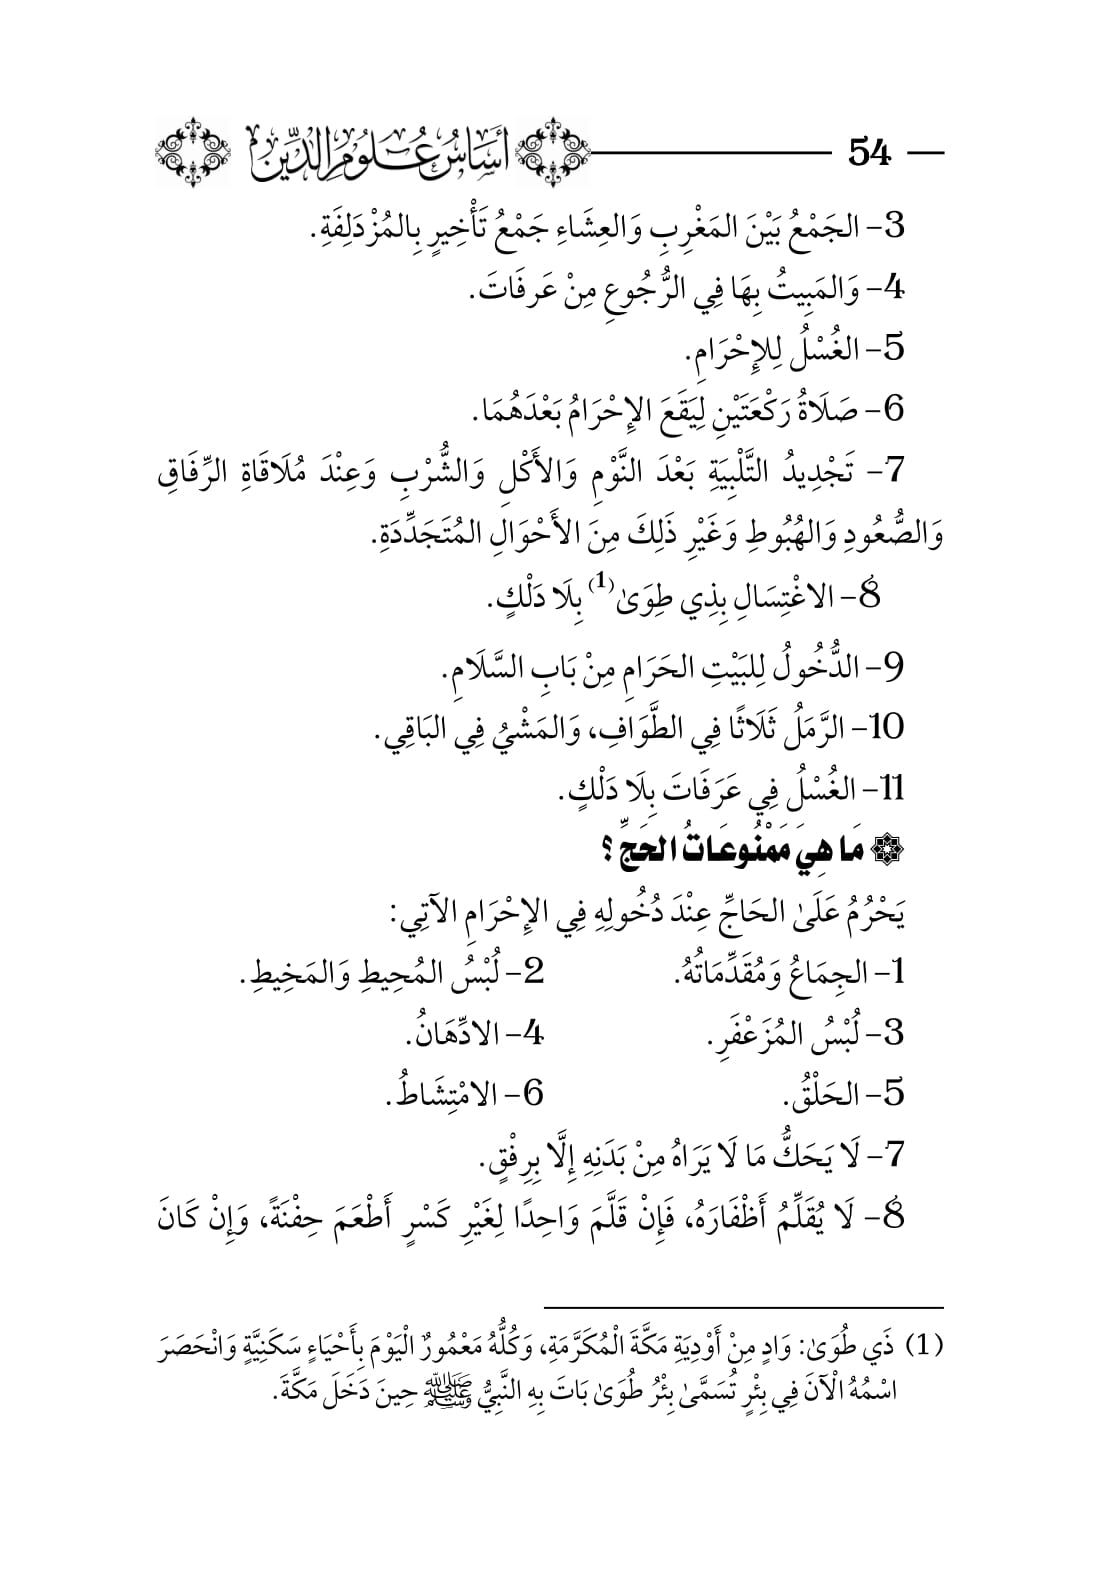 54 أَسَاسُ عُلُومِ الدِّينِ
3- الجَمْعُ بَيْنَ المَغْرِبِ وَالعِشَاءِ جَمْعُ تَأْخِيرٍ بِالمُزْدَلِفَةِ.
4- وَالمَبِيتُ بِهَا فِي الرُّجُوعِ مِنْ عَرفَاتَ.
5- الغُسْلُ لِلإِحْرَامِ.
6- صَلَاةُ رَكْعَتَيْنِ لِيَقَعَ الإِحْرَامُ بَعْدَهُمَا.
7- تَجْدِيدُ التَّلْبِيَةِ بَعْدَ النَّوْمِ وَالأَكْلِ وَالشُّرْبِ وَعِنْدَ مُلَاقَاةِ الرِّفَاقِ
وَالصُّعُودِ وَالهُبُوطِ وَغَيْرِ ذَلِكَ مِنَ الأَحْوَالِ المُتَجَدِّدَةِ.
8- الاغْتِسَالِ بِذِي طِوَىٰ(1) بِلَا دَلْكٍ.
9- الدُّخُولُ لِلبَيْتِ الحَرَامِ مِنْ بَابِ السَّلَامِ.
10- الرَّمَلُ ثَلَاثًا فِي الطَّوَافِ، وَالمَشْيُ فِي البَاقِي.
11- الغُسْلُ فِي عَرَفَاتَ بِلَا دَلْكٍ.
مَا هِيَ مَمْنُوعَاتُ الحَجِّ؟
يَحْرُمُ عَلَىٰ الحَاجِّ عِنْدَ دُخُولِهِ فِي الإِحْرَامِ الآتِي:
1- الجِمَاعُ وَمُقَدِّمَاتُهُ. 2- لُبْسُ المُحِيطِ وَالمَخِيطِ.
3- لُبْسُ المُزَعْفَرِ. 4- الادِّهَانُ.
5- الحَلْقُ. 6- الامْتِشَاطُ.
7- لَا يَحَكُّ مَا لَا يَرَاهُ مِنْ بَدَنِهِ إِلَّا بِرِفْقٍ.
8- لَا يُقَلِّمُ أَظْفَارَهُ، فَإِنْ قَلَّمَ وَاحِدًا لِغَيْرِ كَسْرٍ أَطْعَمَ حِفْنَةً، وَإِنْ كَانَ
(1) ذَي طُوَىٰ: وَادٍ مِنْ أَوْدِيَةِ مَكَّةَ الْمُكَرَّمَةِ، وَكُلُّهُ مَعْمُورٌ الْيَوْمَ بِأَحْيَاءٍ سَكَنِيَّةٍ وَانْحَصَرَ
اسْمُهُ الْآنَ فِي بِئْرٍ تُسَمَّىٰ بِئْرُ طُوَىٰ بَاتَ بِهِ النَّبِيُّ ﷺ حِينَ دَخَلَ مَكَّةَ.